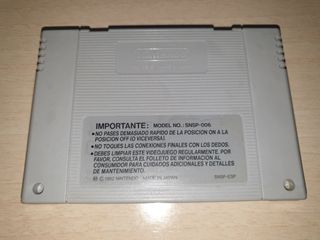 Nintendo
IMPORTANTE: MODEL NO.: SNSP-006
•NO PASES DEMASIADO RAPIDO DE LA POSICION ON A LA
POSICION OFF (O VICEVERSA).
•NO TOQUES LAS CONEXIONES FINALES CON LOS DEDOS.
•DEBES LIMPIAR ESTE VIDEOJUEGO REGULARMENTE. POR
FAVOR, CONSULTA EL FOLLETO DE INFORMACION AL
CONSUMIDOR PARA CUIDADOS ADICIONALES Y DETALLES
DE MANTENIMIENTO.
© 1992 NINTENDO MADE IN JAPAN SNSP-ESP